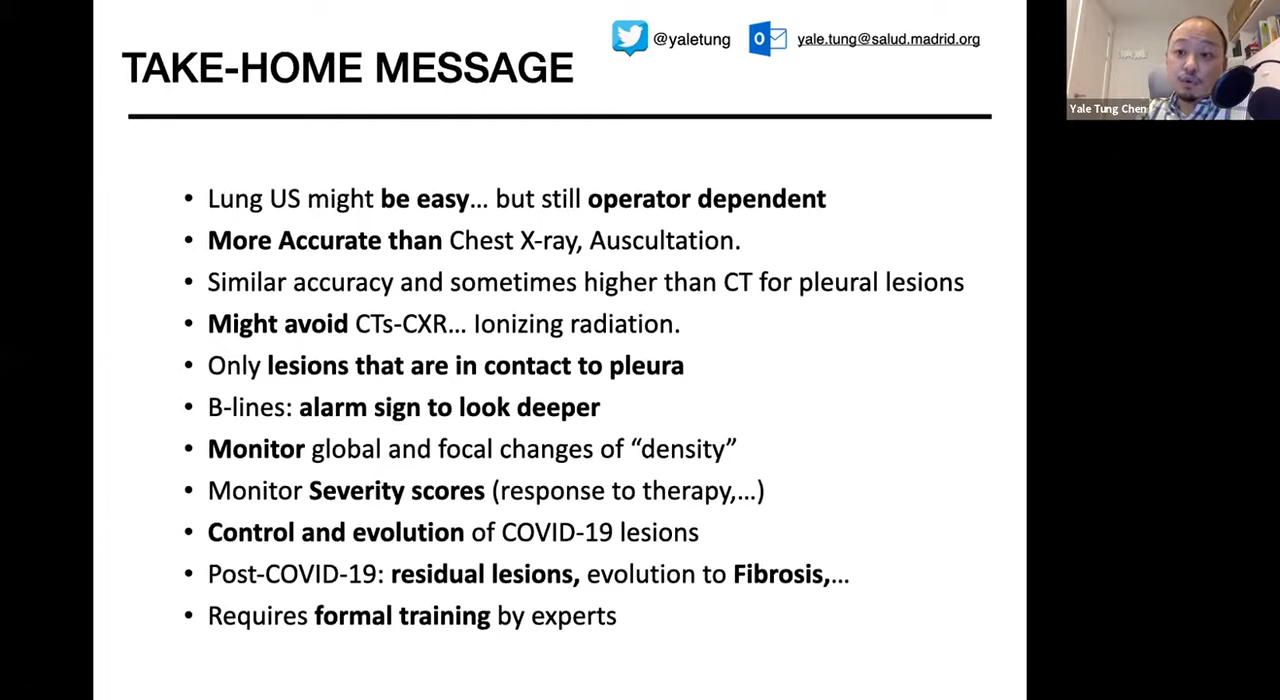 TAKE-HOME MESSAGE
@yaletung
yale.tung@salud.madrid.org
Yale Tung Chen
• Lung US might be easy… but still operator dependent
• More Accurate than Chest X-ray, Auscultation.
• Similar accuracy and sometimes higher than CT for pleural lesions
• Might avoid CTs-CXR… Ionizing radiation.
• Only lesions that are in contact to pleura
• B-lines: alarm sign to look deeper
• Monitor global and focal changes of “density”
• Monitor Severity scores (response to therapy,…)
• Control and evolution of COVID-19 lesions
• Post-COVID-19: residual lesions, evolution to Fibrosis,…
• Requires formal training by experts